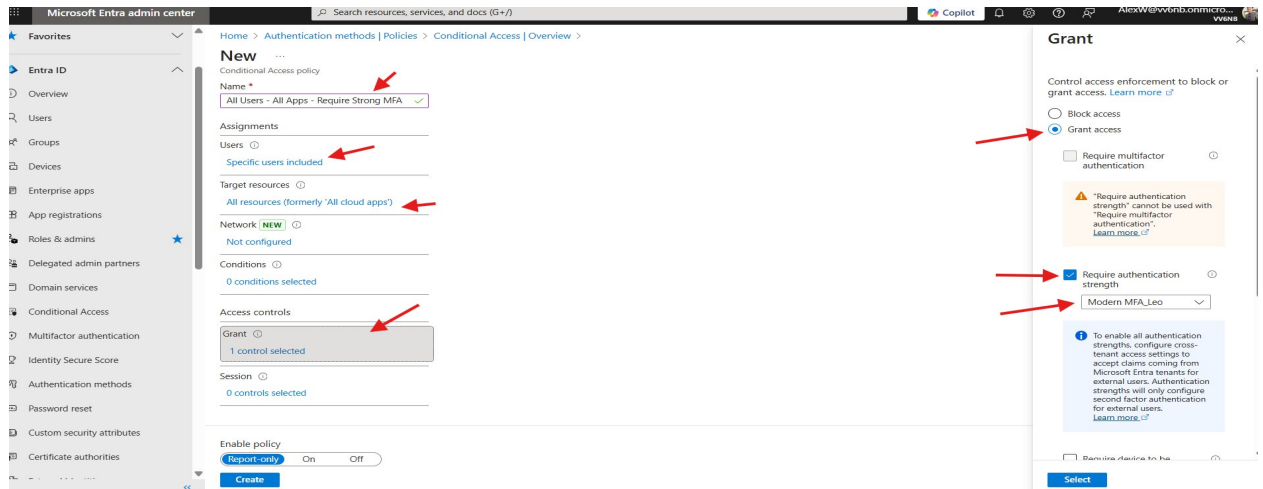 Microsoft Entra admin center
Search resources, services, and docs (G+/)
Copilot
AlexW@vv6nb.onmicro...
VV6NB
Favorites
Entra ID
Overview
Users
Groups
Devices
Enterprise apps
App registrations
Roles & admins
Delegated admin partners
Domain services
Conditional Access
Multifactor authentication
Identity Secure Score
Authentication methods
Password reset
Custom security attributes
Certificate authorities
Home > Authentication methods | Policies > Conditional Access | Overview >
New ...
Conditional Access policy
Name *
All Users - All Apps - Require Strong MFA
Assignments
Users
Specific users included
Target resources
All resources (formerly 'All cloud apps')
Network NEW
Not configured
Conditions
0 conditions selected
Access controls
Grant
1 control selected
Session
0 controls selected
Enable policy
Report-only On Off
Create
Grant
Control access enforcement to block or
grant access. Learn more
Block access
Grant access
Require multifactor
authentication
"Require authentication
strength" cannot be used with
"Require multifactor
authentication".
Learn more
Require authentication
strength
Modern MFA_Leo
To enable all authentication
strengths, configure cross-
tenant access settings to
accept claims coming from
Microsoft Entra tenants for
external users. Authentication
strengths will only configure
second factor authentication
for external users.
Learn more
Require device to be
Select